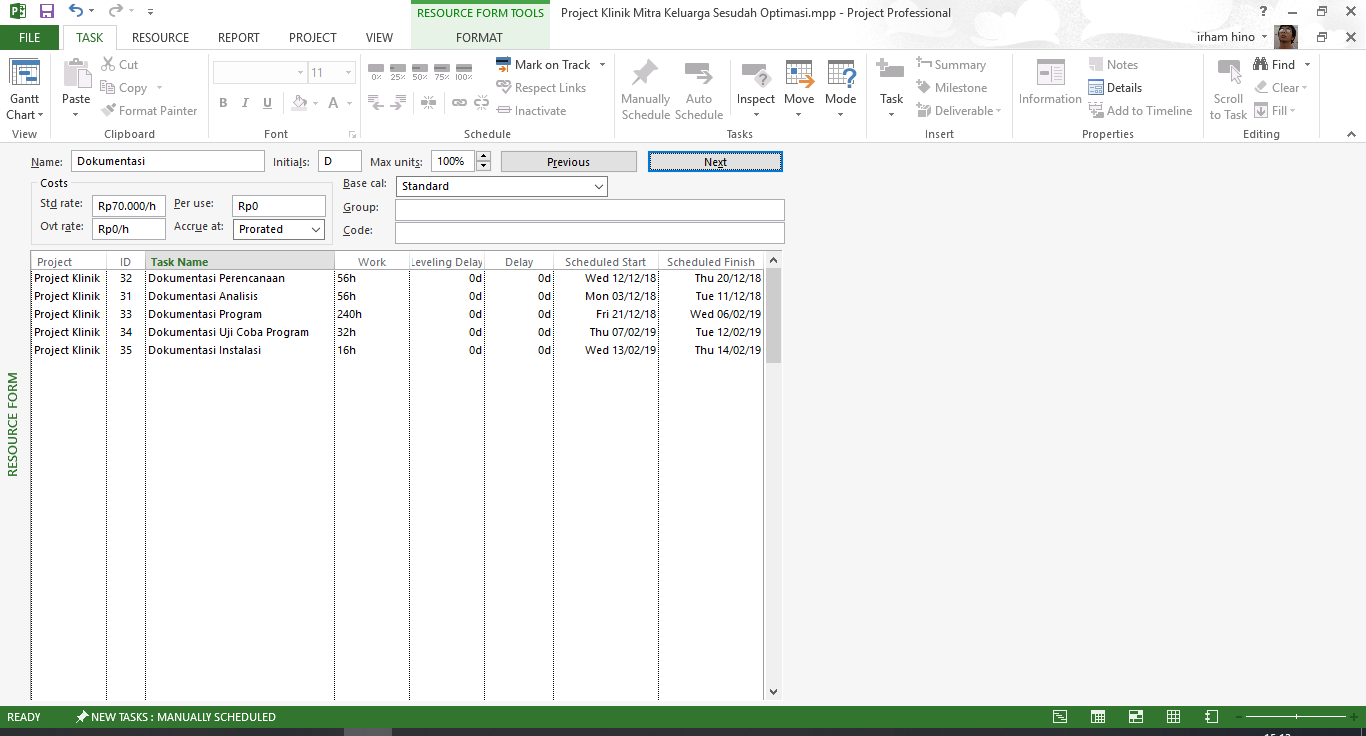 RESOURCE FORM TOOLS Project Klinik Mitra Keluarga Sesudah Optimasi.mpp - Project Professional ?
FILE TASK RESOURCE REPORT PROJECT VIEW FORMAT irham hino
Gantt Chart
View
Paste
Cut
Copy
Format Painter
Clipboard
11
B I U A
Font
0% 25% 50% 75% 100%
Mark on Track
Respect Links
Inactivate
Schedule
Manually Schedule
Auto Schedule
Inspect
Move
Mode
Tasks
Task
Summary
Milestone
Deliverable
Insert
Information
Notes
Details
Add to Timeline
Properties
Scroll to Task
Find
Clear
Fill
Editing
Name: Dokumentasi Initials: D Max units: 100% Previous Next
Costs
Std rate: Rp70.000/h Per use: Rp0
Ovt rate: Rp0/h Accrue at: Prorated
Base cal: Standard
Group:
Code:
Project ID Task Name Work Leveling Delay Delay Scheduled Start Scheduled Finish
Project Klinik 32 Dokumentasi Perencanaan 56h 0d 0d Wed 12/12/18 Thu 20/12/18
Project Klinik 31 Dokumentasi Analisis 56h 0d 0d Mon 03/12/18 Tue 11/12/18
Project Klinik 33 Dokumentasi Program 240h 0d 0d Fri 21/12/18 Wed 06/02/19
Project Klinik 34 Dokumentasi Uji Coba Program 32h 0d 0d Thu 07/02/19 Tue 12/02/19
Project Klinik 35 Dokumentasi Instalasi 16h 0d 0d Wed 13/02/19 Thu 14/02/19
RESOURCE FORM
READY NEW TASKS : MANUALLY SCHEDULED